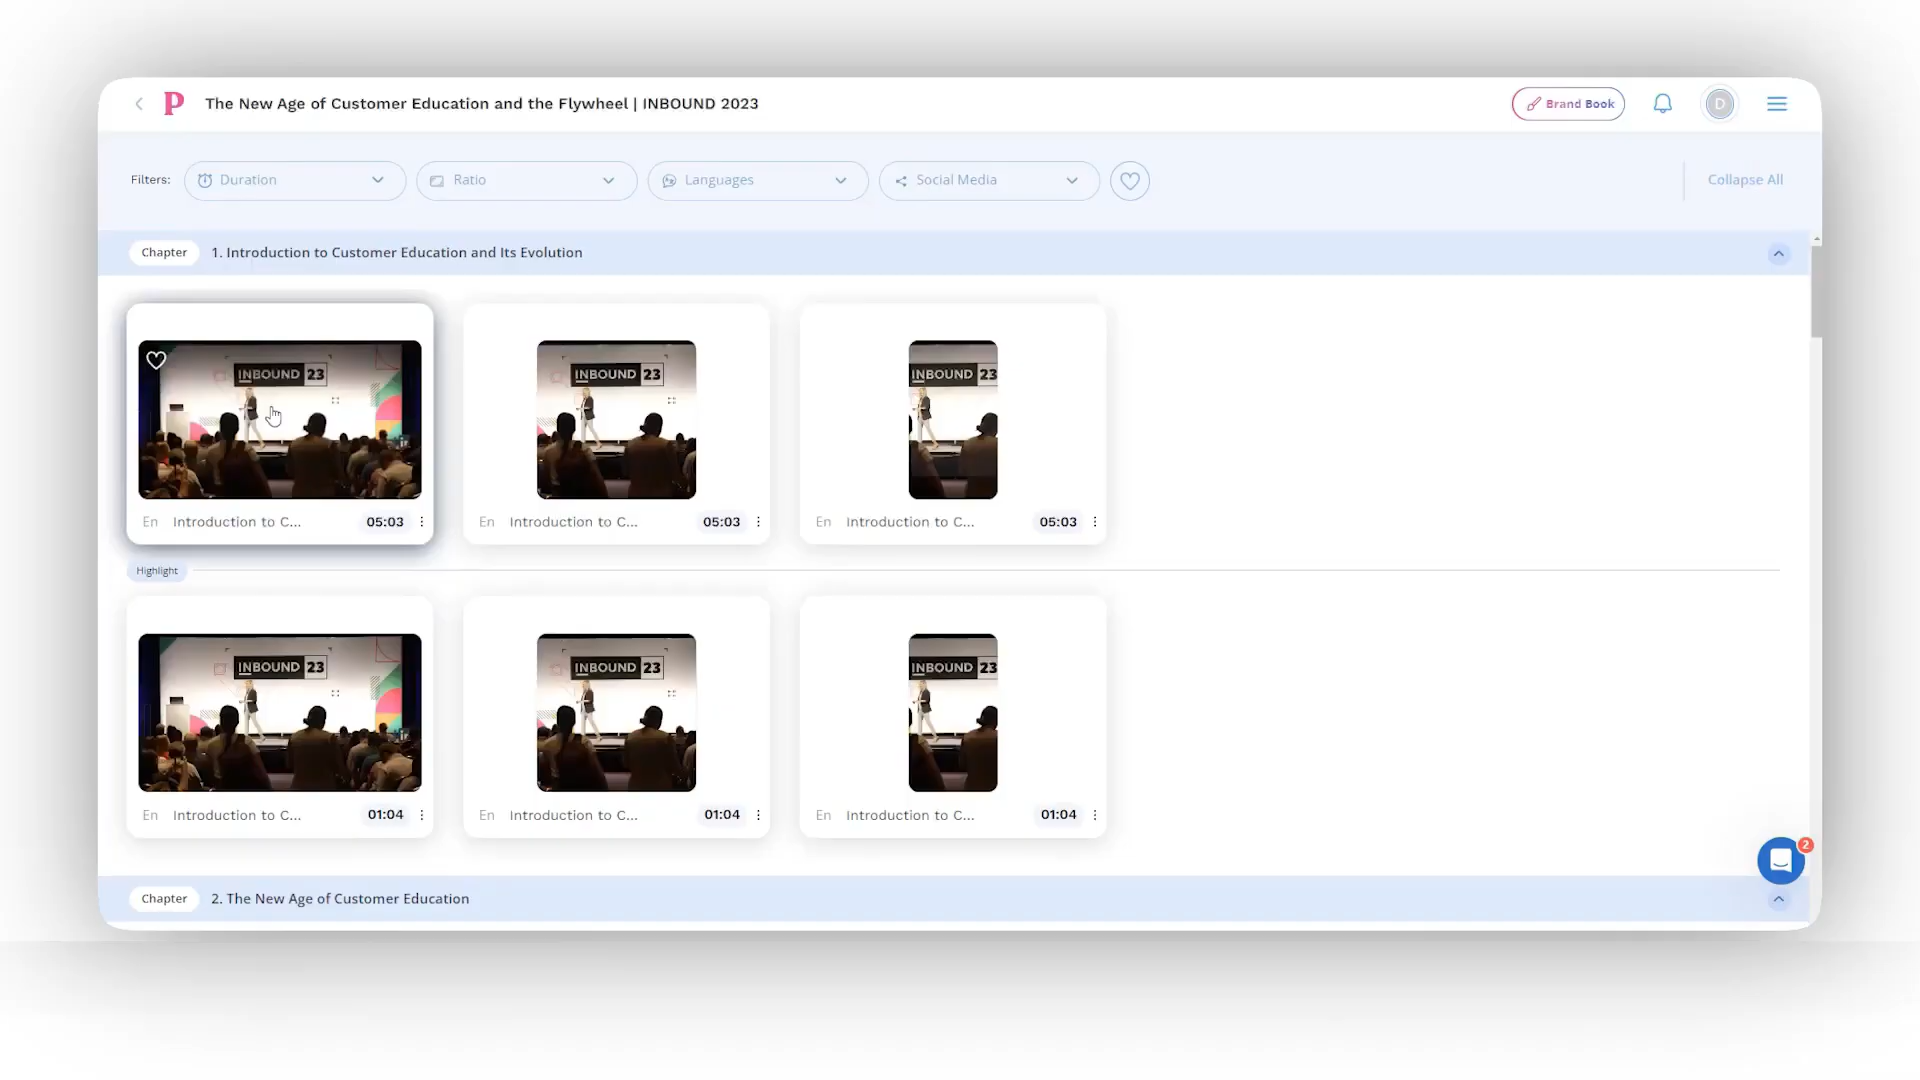 P The New Age of Customer Education and the Flywheel | INBOUND 2023 Brand Book D
Filters: Duration Ratio Languages Social Media Collapse All
Chapter 1. Introduction to Customer Education and Its Evolution
INBOUND 23 INBOUND 23 INBOUND 23
En Introduction to C... 05:03 En Introduction to C... 05:03 En Introduction to C... 05:03
Highlight
INBOUND 23 INBOUND 23 INBOUND 23
En Introduction to C... 01:04 En Introduction to C... 01:04 En Introduction to C... 01:04
2
Chapter 2. The New Age of Customer Education